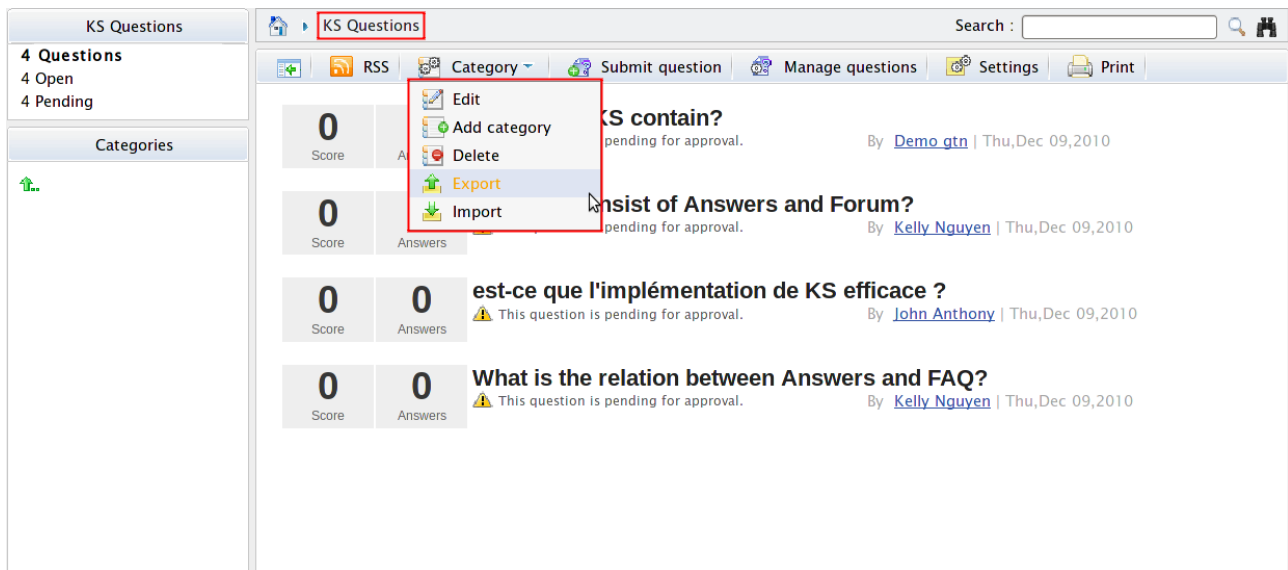 KS Questions
4 Questions
4 Open
4 Pending
Categories
KS Questions
Search :
RSS Category Submit question Manage questions Settings Print
Edit
Add category
Delete
Export
Import
0
Score
KS contain?
pending for approval.
By Demo gtn | Thu,Dec 09,2010
0
Score
Answers
nsist of Answers and Forum?
pending for approval.
By Kelly Nguyen | Thu,Dec 09,2010
0
Score
0
Answers
est-ce que l'implémentation de KS efficace ?
This question is pending for approval.
By John Anthony | Thu,Dec 09,2010
0
Score
0
Answers
What is the relation between Answers and FAQ?
This question is pending for approval.
By Kelly Nguyen | Thu,Dec 09,2010